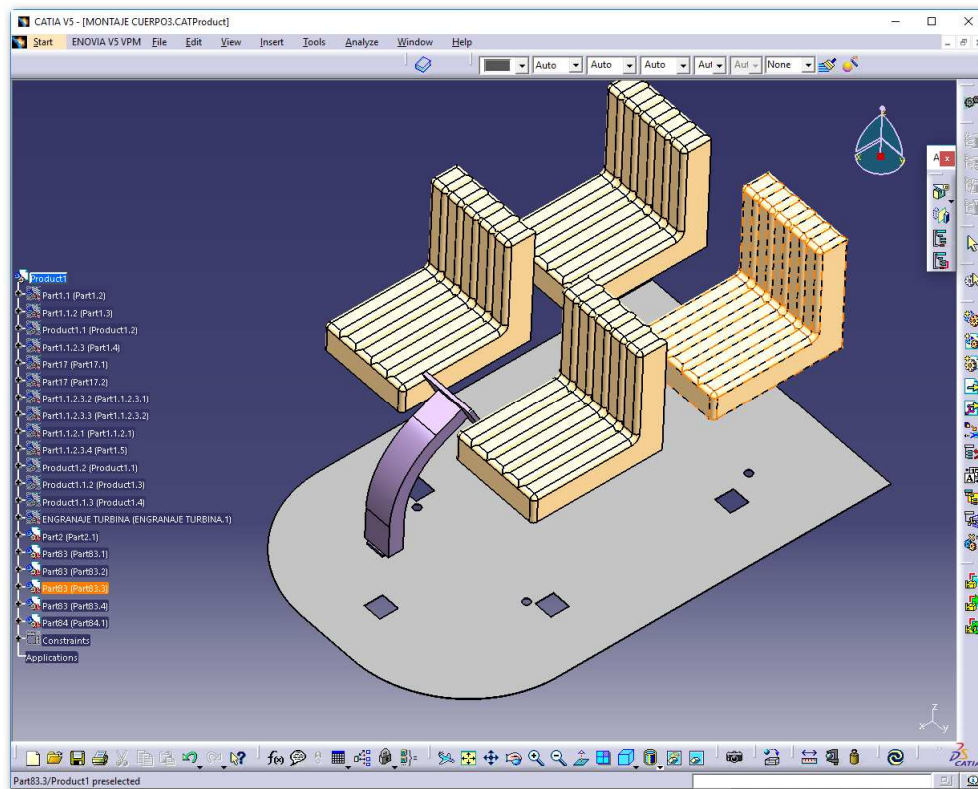 CATIA V5 - [MONTAJE CUERPO3.CATProduct]
Start ENOVIA V5 VPM File Edit View Insert Tools Analyze Window Help
Auto Auto Auto Aut Aut None
A... x
Product1
Part1.1 (Part1.2)
Part1.1.2 (Part1.3)
Product1.1 (Product1.2)
Part1.1.2.3 (Part1.4)
Part17 (Part17.1)
Part17 (Part17.2)
Part1.1.2.3.2 (Part1.1.2.3.1)
Part1.1.2.3.3 (Part1.1.2.3.2)
Part1.1.2.1 (Part1.1.2.1)
Part1.1.2.3.4 (Part1.5)
Product1.2 (Product1.1)
Product1.1.2 (Product1.3)
Product1.1.3 (Product1.4)
ENGRANAJE TURBINA (ENGRANAJE TURBINA.1)
Part2 (Part2.1)
Part83 (Part83.1)
Part83 (Part83.2)
Part83 (Part83.3)
Part83 (Part83.4)
Part84 (Part84.1)
Constraints
Applications
z
x y
f(x)
CATIA
Part83.3/Product1 preselected